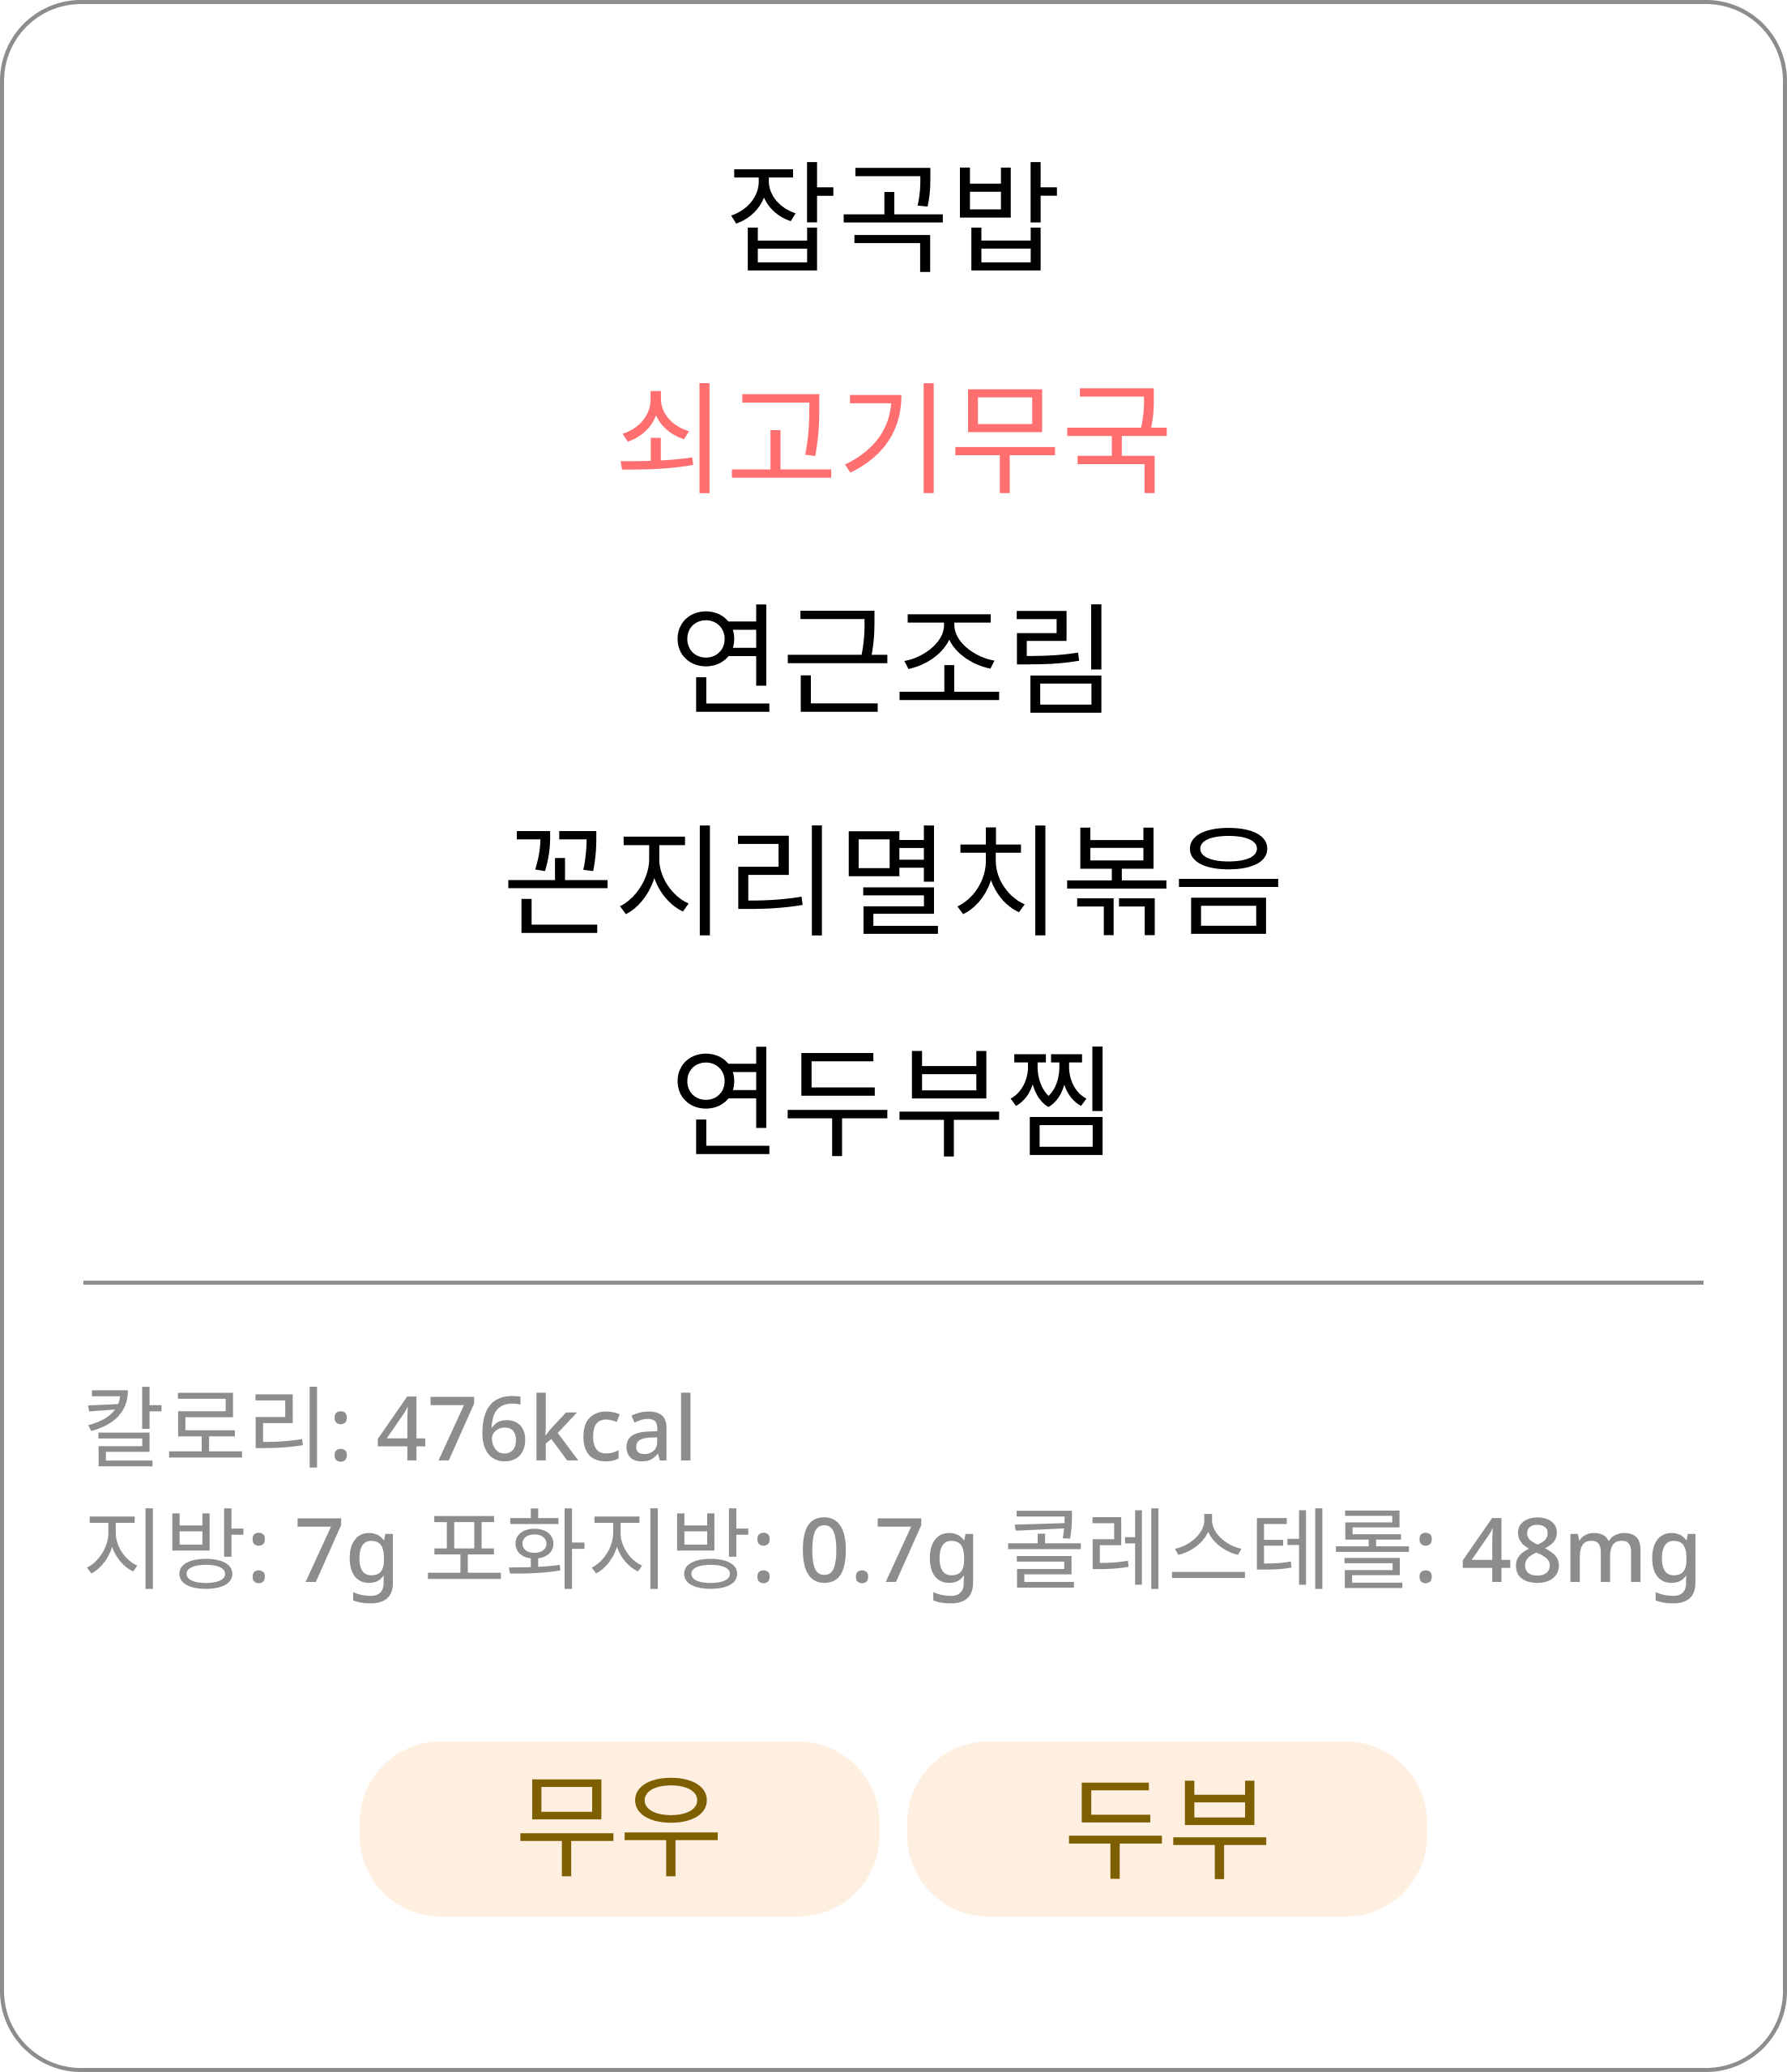 잡곡밥
쇠고기무국
연근조림
꼬리멸치볶음
연두부찜
칼로리: 476kcal
지방: 7g 포화지방: 0.7g 콜레스테롤: 48mg
무우
두부